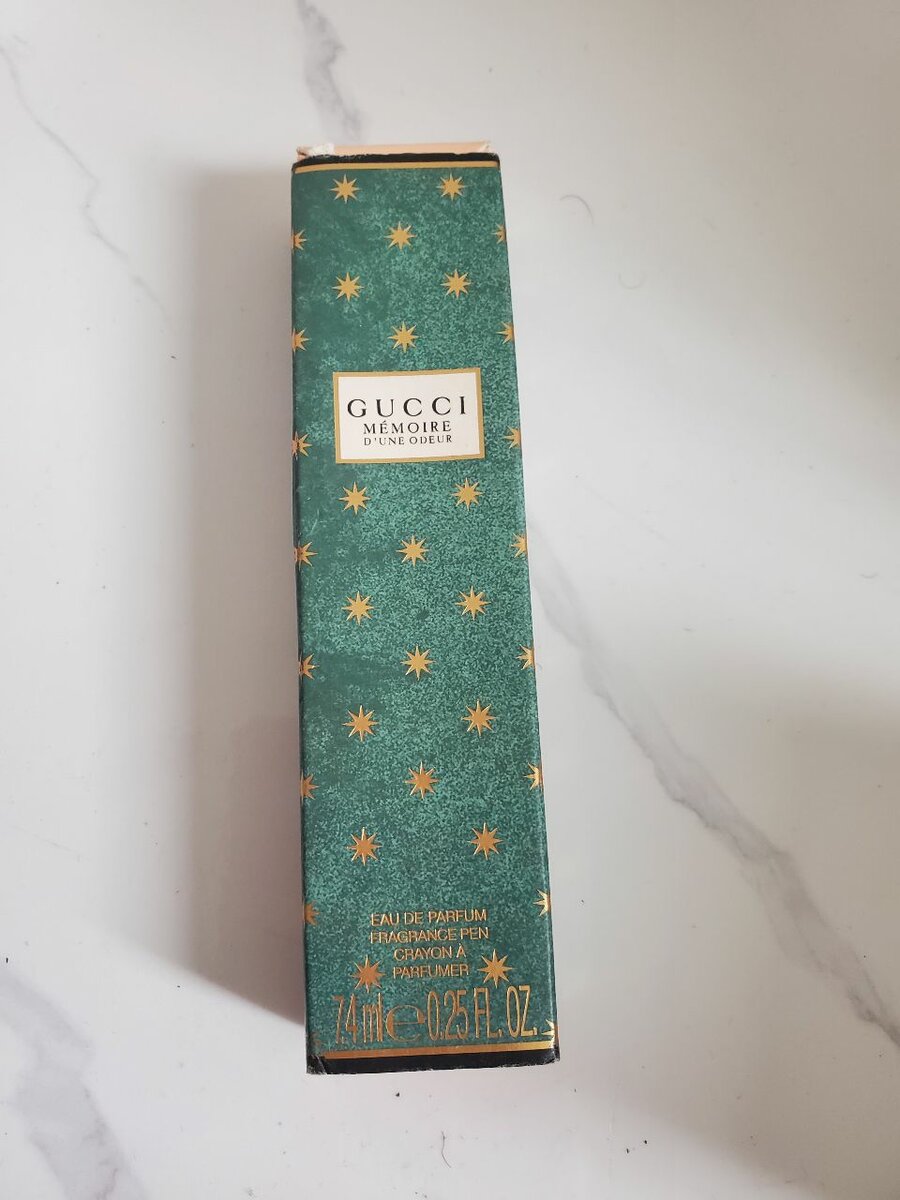 GUCCI
MÉMOIRE
D'UNE ODEUR
EAU DE PARFUM
FRAGRANCE PEN
CRAYON À
PARFUMER
7.4 ml e 0.25 FL. OZ.